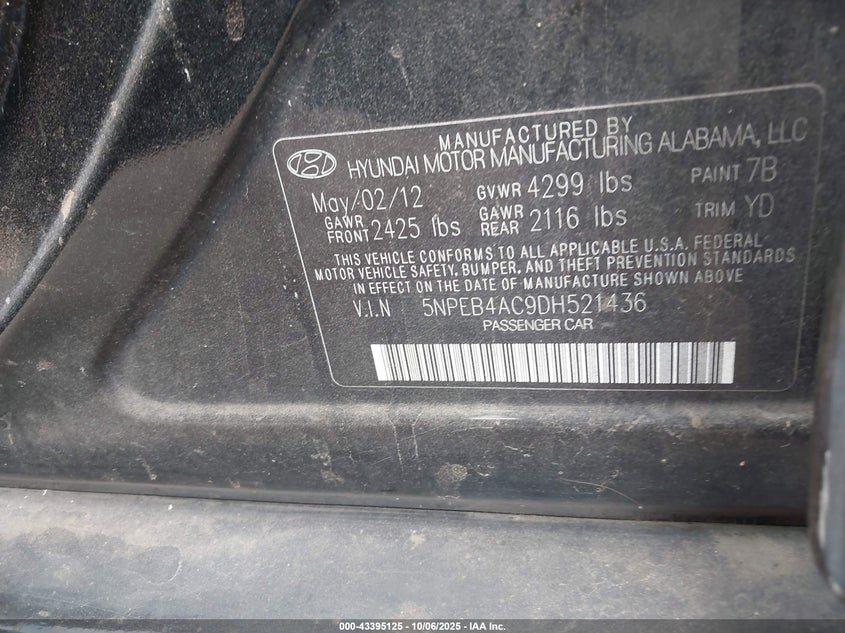 MANUFACTURED BY
HYUNDAI MOTOR MANUFACTURING ALABAMA, LLC
May/02/12 GVWR 4299 lbs PAINT 7B
GAWR FRONT 2425 lbs GAWR REAR 2116 lbs TRIM YD
THIS VEHICLE CONFORMS TO ALL APPLICABLE U.S.A. FEDERAL
MOTOR VEHICLE SAFETY, BUMPER, AND THEFT PREVENTION STANDARDS
IN EFFECT ON THE DATE OF MANUFACTURE SHOWN ABOVE
V.I.N 5NPEB4AC9DH521436
PASSENGER CAR
000-43395125 - 10/06/2025 - IAA Inc.